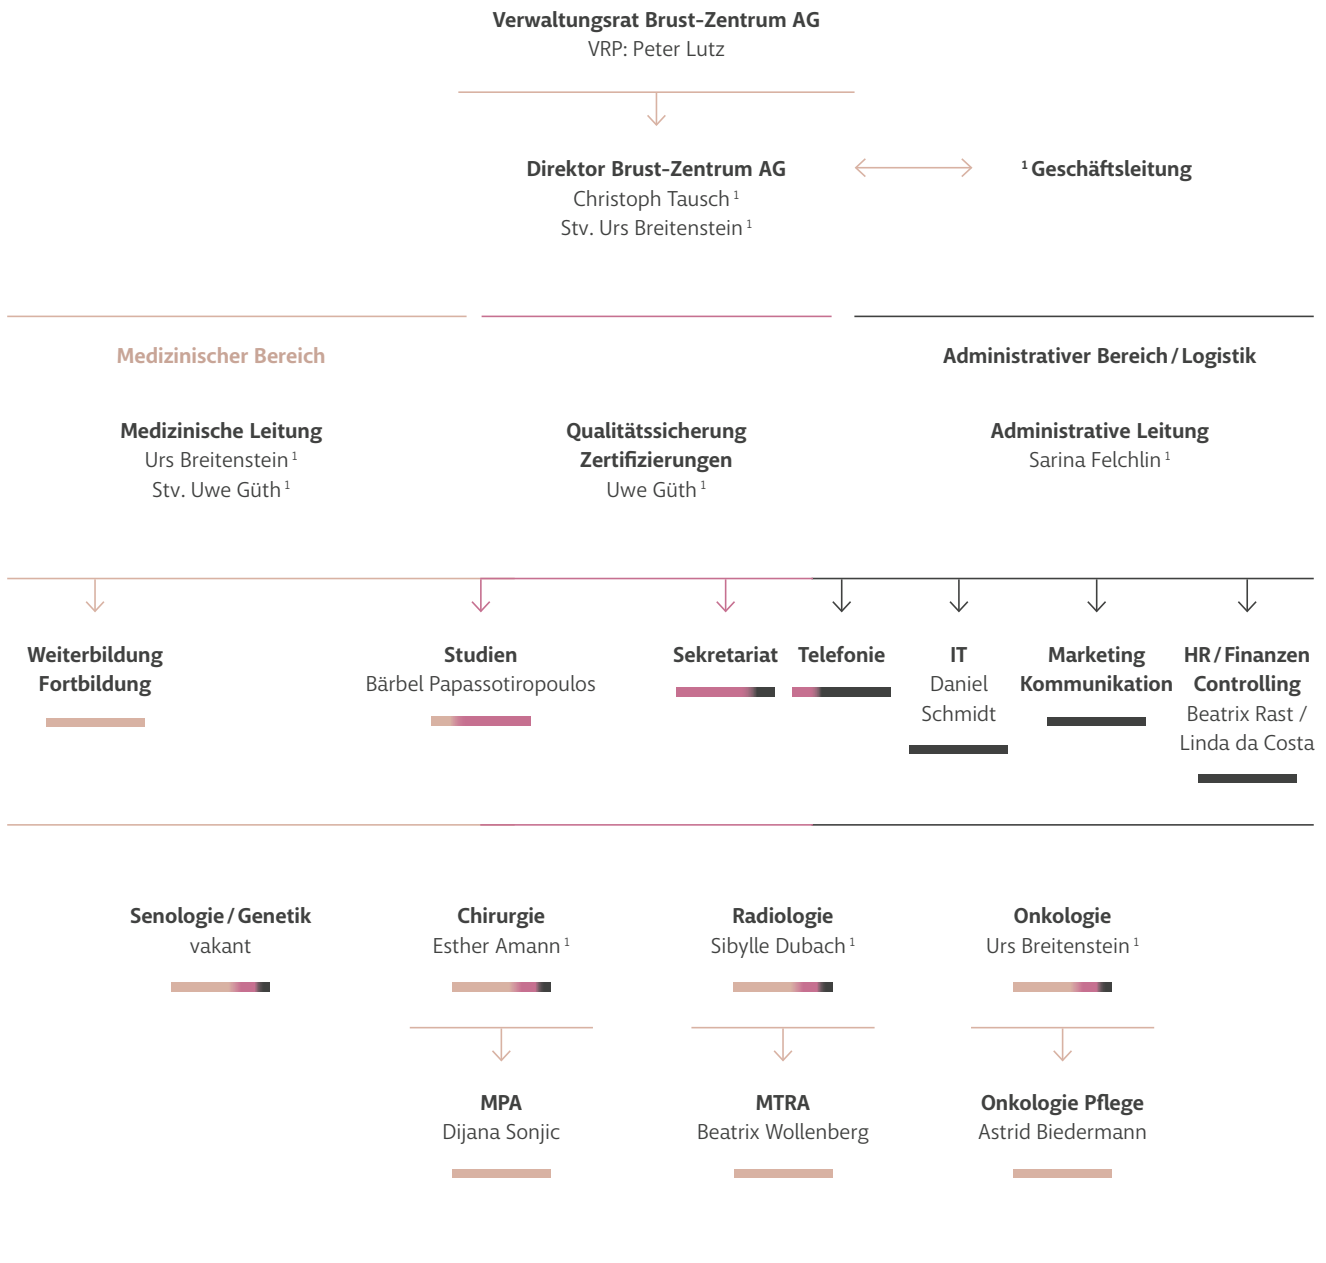 Verwaltungsrat Brust-Zentrum AG
VRP: Peter Lutz
Direktor Brust-Zentrum AG
Christoph Tausch ¹
Stv. Urs Breitenstein ¹
¹ Geschäftsleitung
Medizinischer Bereich
Administrativer Bereich / Logistik
Medizinische Leitung
Urs Breitenstein ¹
Stv. Uwe Güth ¹
Qualitätssicherung
Zertifizierungen
Uwe Güth ¹
Administrative Leitung
Sarina Felchlin ¹
Weiterbildung
Fortbildung
Studien
Bärbel Papassotiropoulos
Sekretariat
Telefonie
IT
Daniel
Schmidt
Marketing
Kommunikation
HR / Finanzen
Controlling
Beatrix Rast /
Linda da Costa
Senologie / Genetik
vakant
Chirurgie
Esther Amann ¹
Radiologie
Sibylle Dubach ¹
Onkologie
Urs Breitenstein ¹
MPA
Dijana Sonjic
MTRA
Beatrix Wollenberg
Onkologie Pflege
Astrid Biedermann